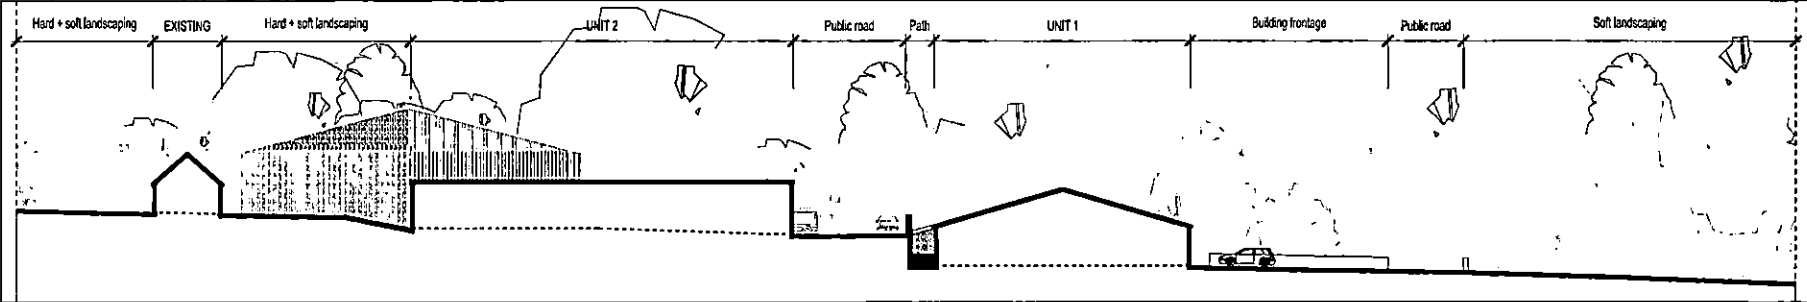 Hard + soft landscaping
EXISTING
Hard + soft landscaping
UNIT 2
Public road
Path
UNIT 1
Building frontage
Public road
Soft landscaping